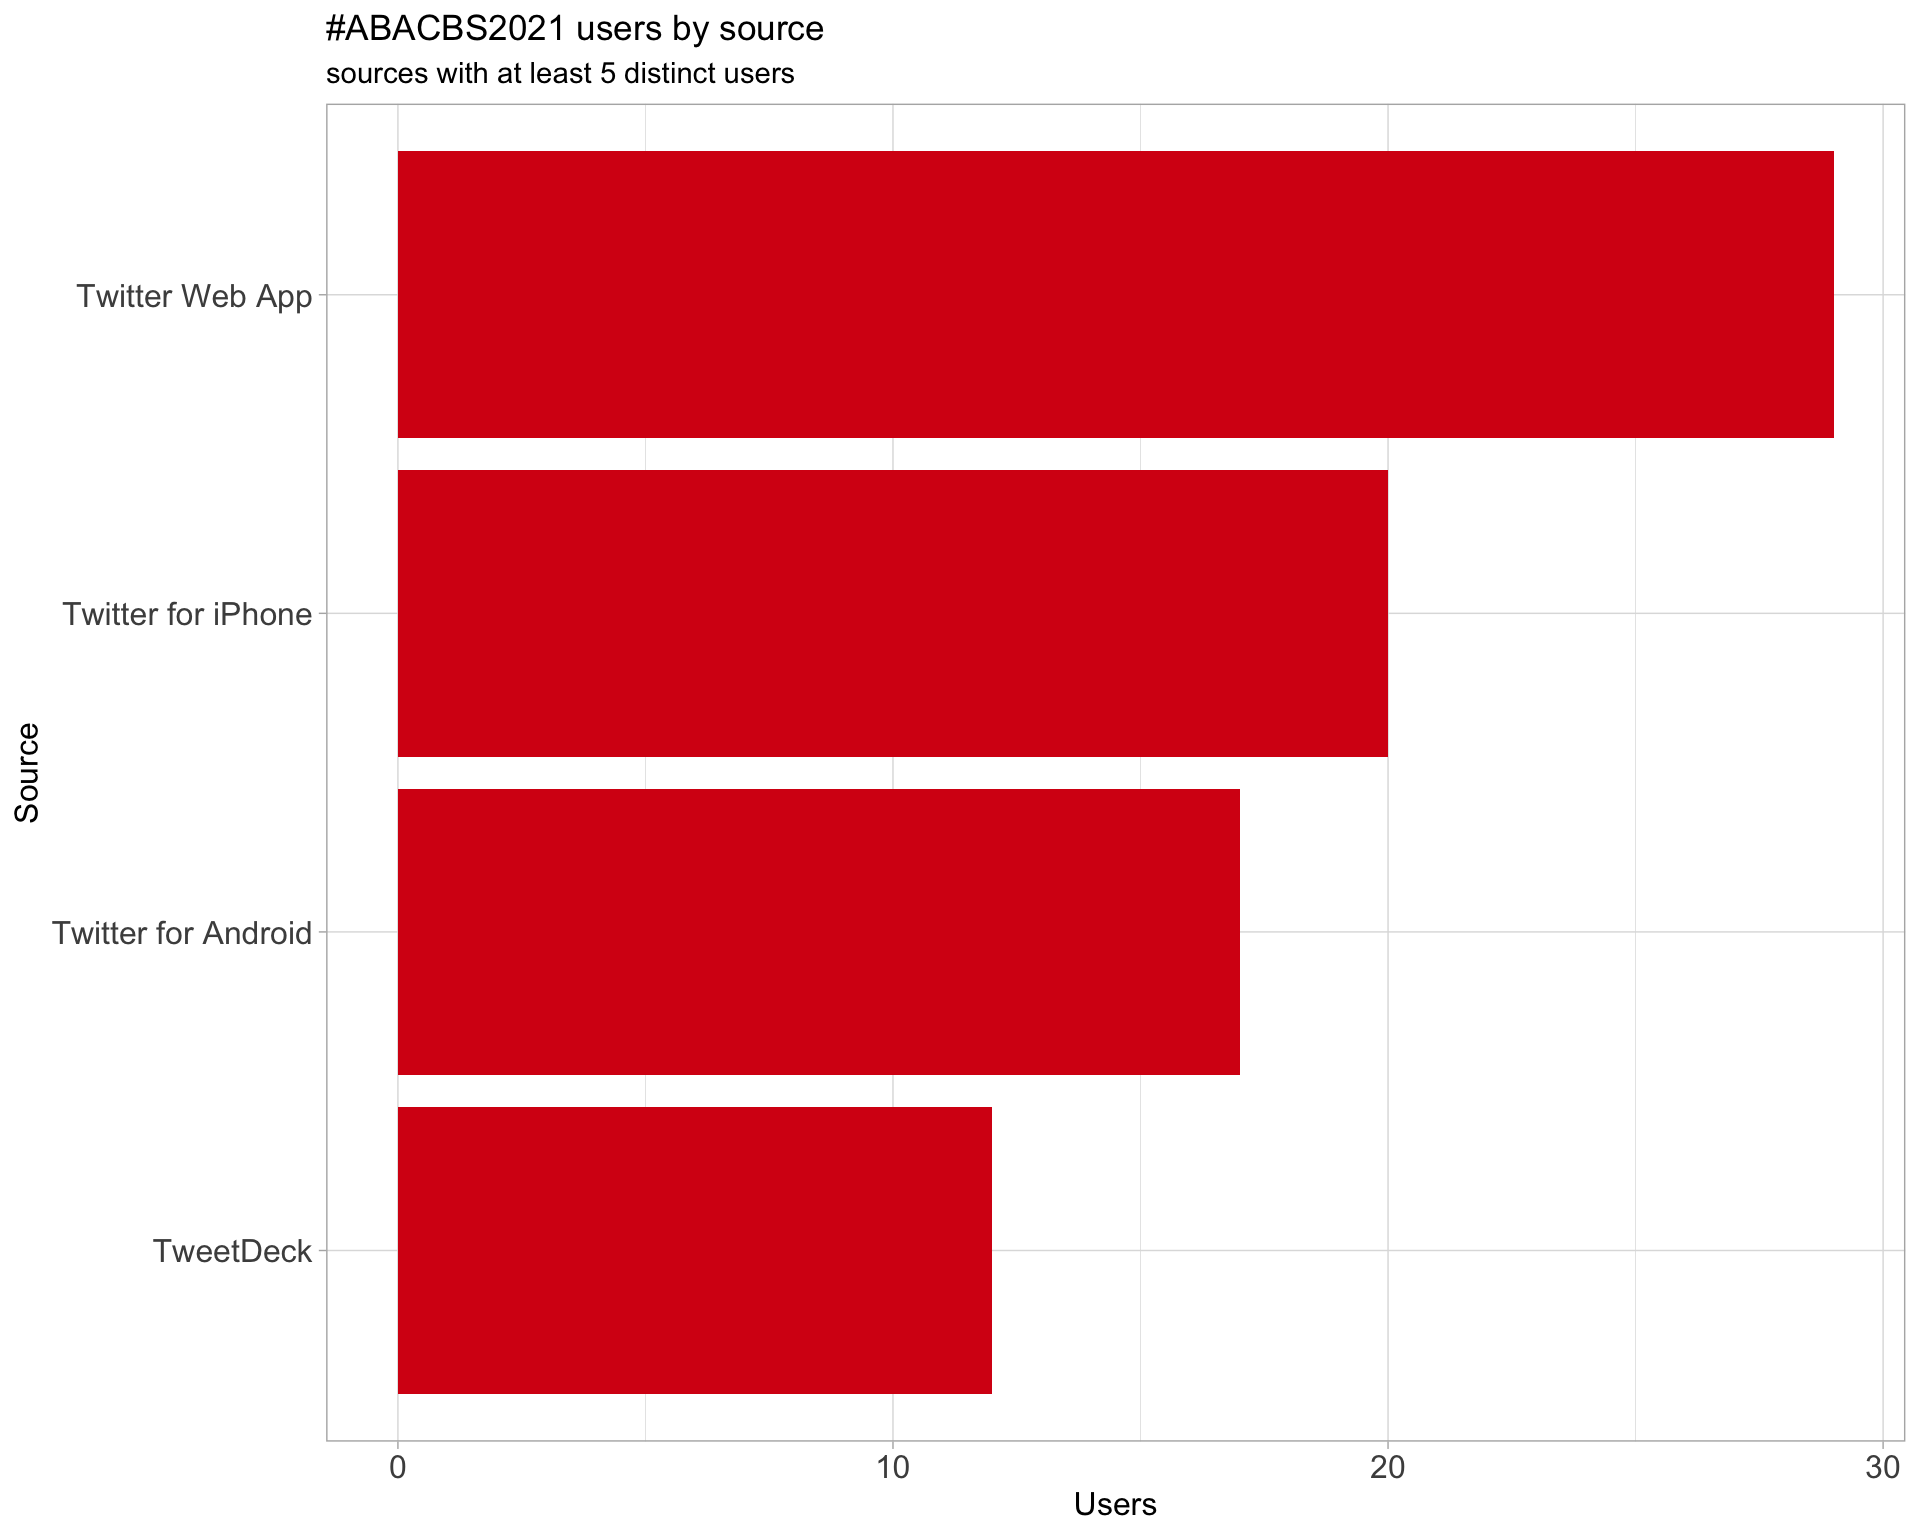 #ABACBS2021 users by source
sources with at least 5 distinct users
Source
Twitter Web App
Twitter for iPhone
Twitter for Android
TweetDeck
0 10 20 30
Users